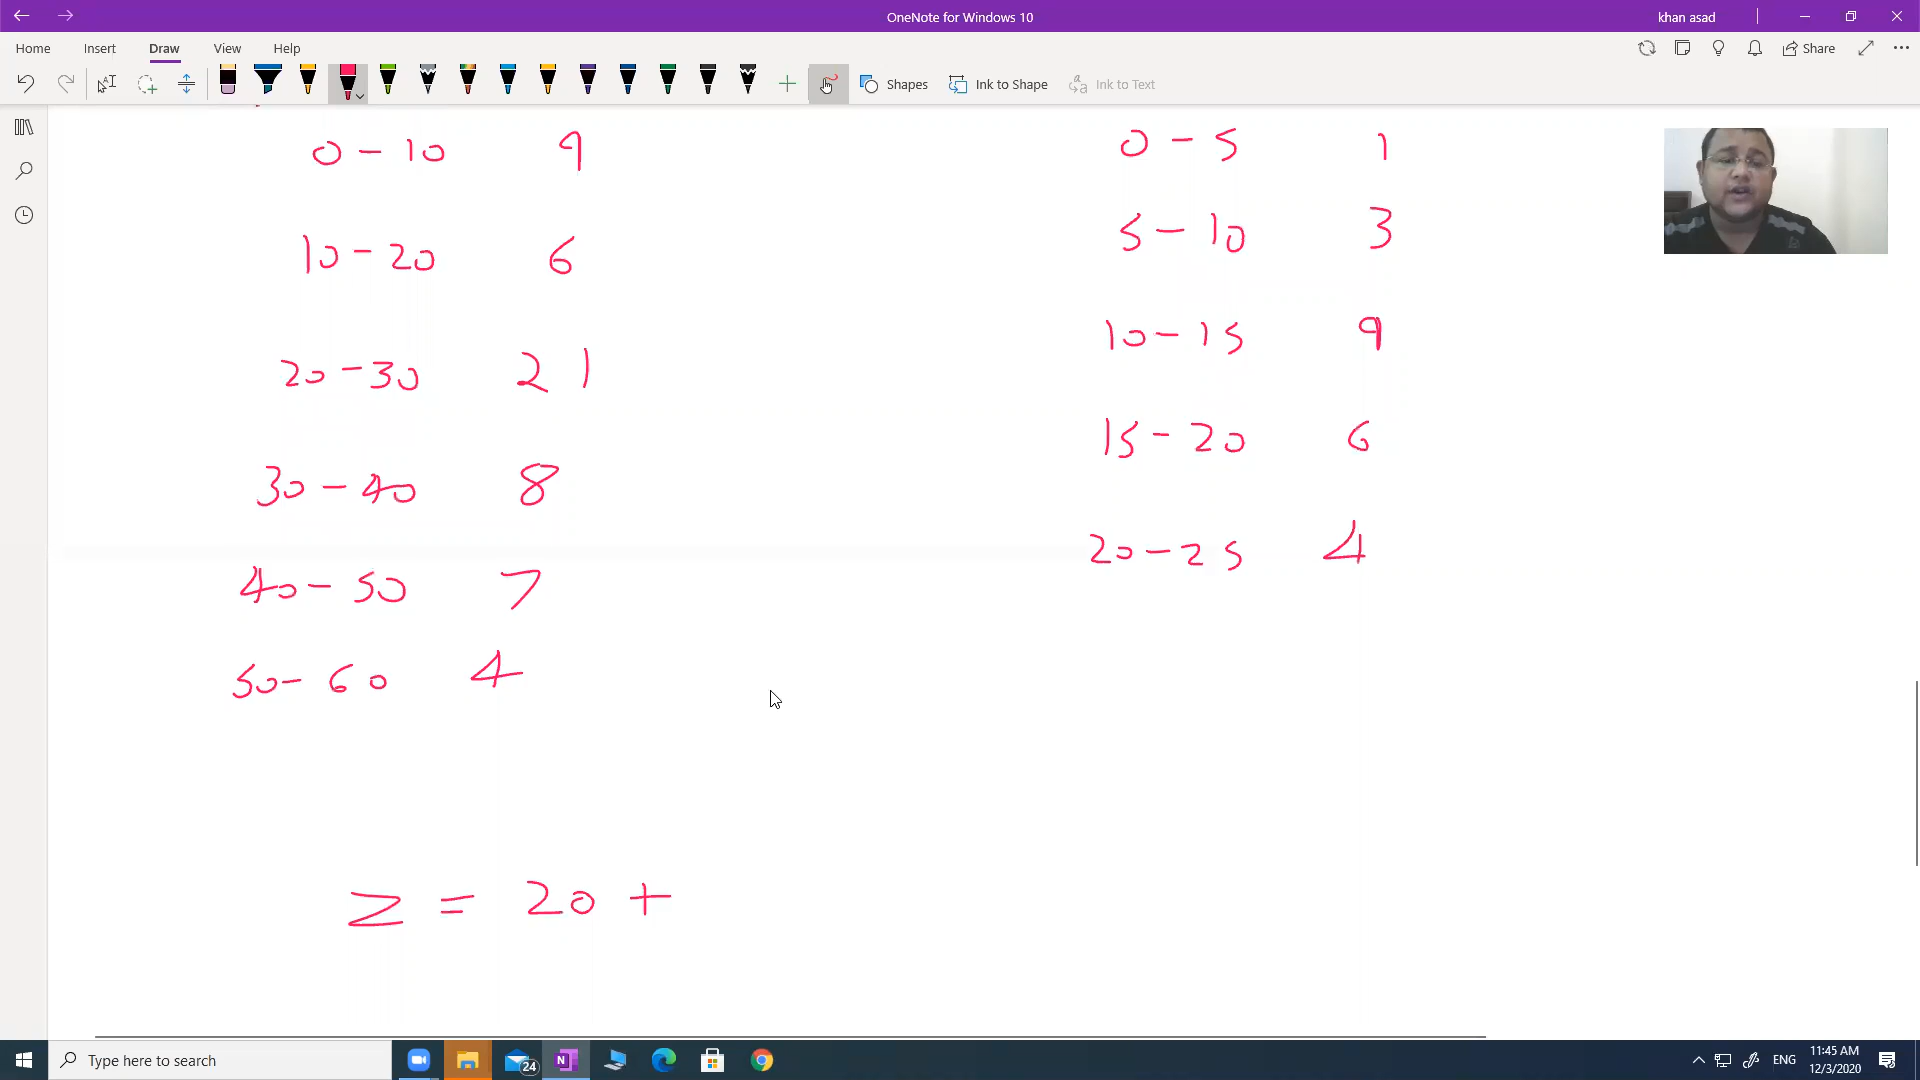 OneNote for Windows 10
khan asad
Home Insert Draw View Help
Share
Shapes
Ink to Shape
Ink to Text
0 - 10 9
10 - 20 6
20 - 30 21
30 - 40 8
40 - 50 7
50 - 60 4
0 - 5 1
5 - 10 3
10 - 15 9
15 - 20 6
20 - 25 4
Z = 20 +
Type here to search
24
N
ENG
11:45 AM
12/3/2020